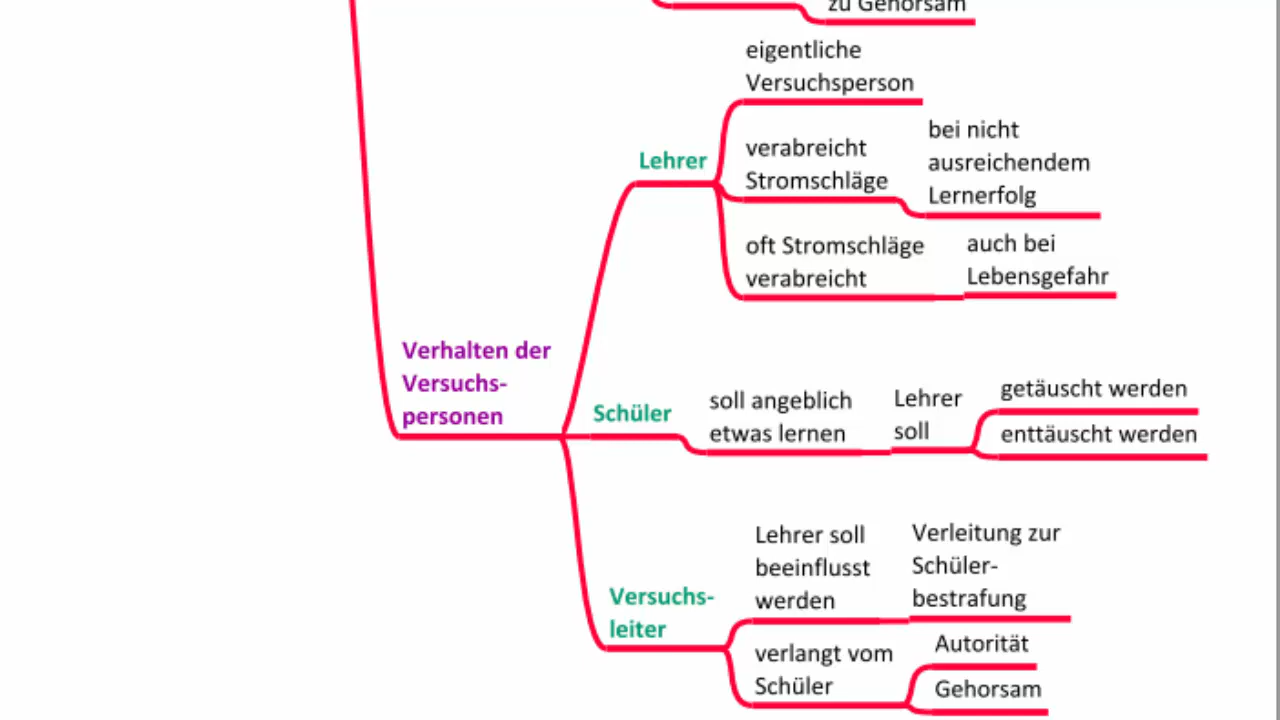 zu Gehorsam
eigentliche
Versuchsperson
Lehrer
verabreicht
Stromschläge
bei nicht
ausreichendem
Lernerfolg
oft Stromschläge
verabreicht
auch bei
Lebensgefahr
Verhalten der
Versuchs-
personen
Schüler
soll angeblich
etwas lernen
Lehrer
soll
getäuscht werden
enttäuscht werden
Versuchs-
leiter
Lehrer soll
beeinflusst
werden
Verleitung zur
Schüler-
bestrafung
verlangt vom
Schüler
Autorität
Gehorsam